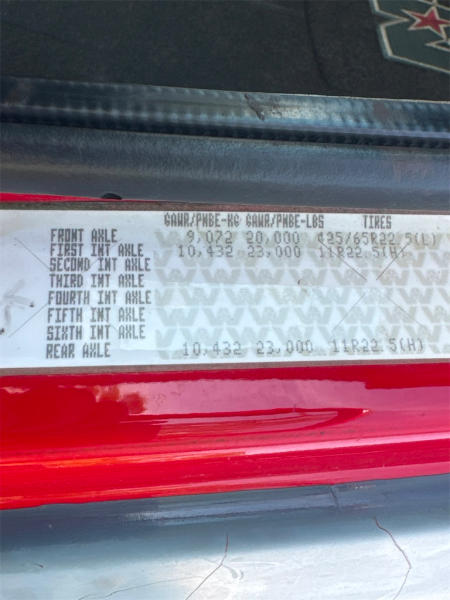 GAWR/PNBE-KG GAWR/PNBE-LBS TIRES
FRONT AXLE 9,072 20,000 425/65R22.5(L)
FIRST INT AXLE 10,432 23,000 11R22.5(H)
SECOND INT AXLE
THIRD INT AXLE
FOURTH INT AXLE
FIFTH INT AXLE
SIXTH INT AXLE
REAR AXLE 10,432 23,000 11R22.5(H)